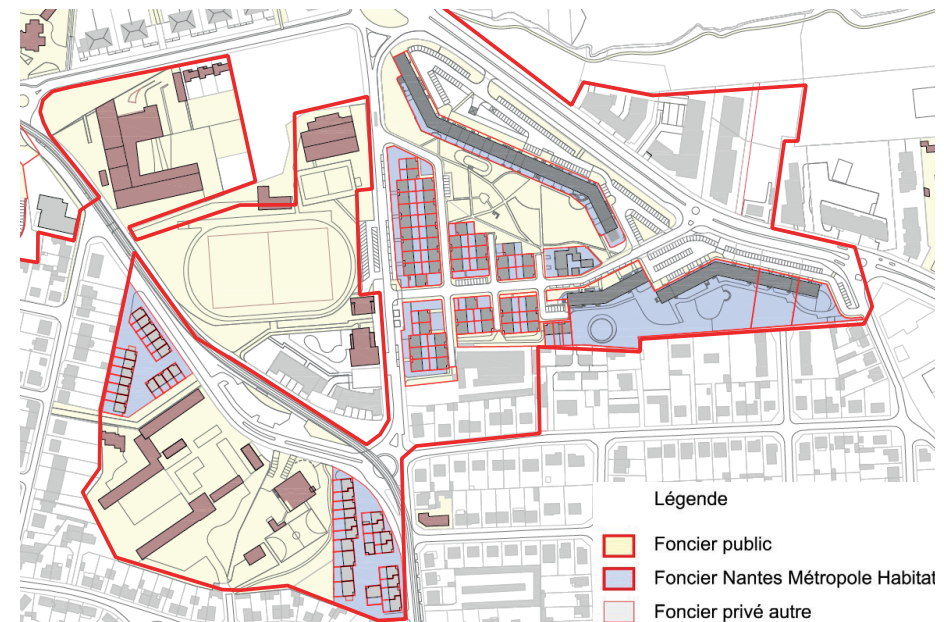 Légende
Foncier public
Foncier Nantes Métropole Habitat
Foncier privé autre